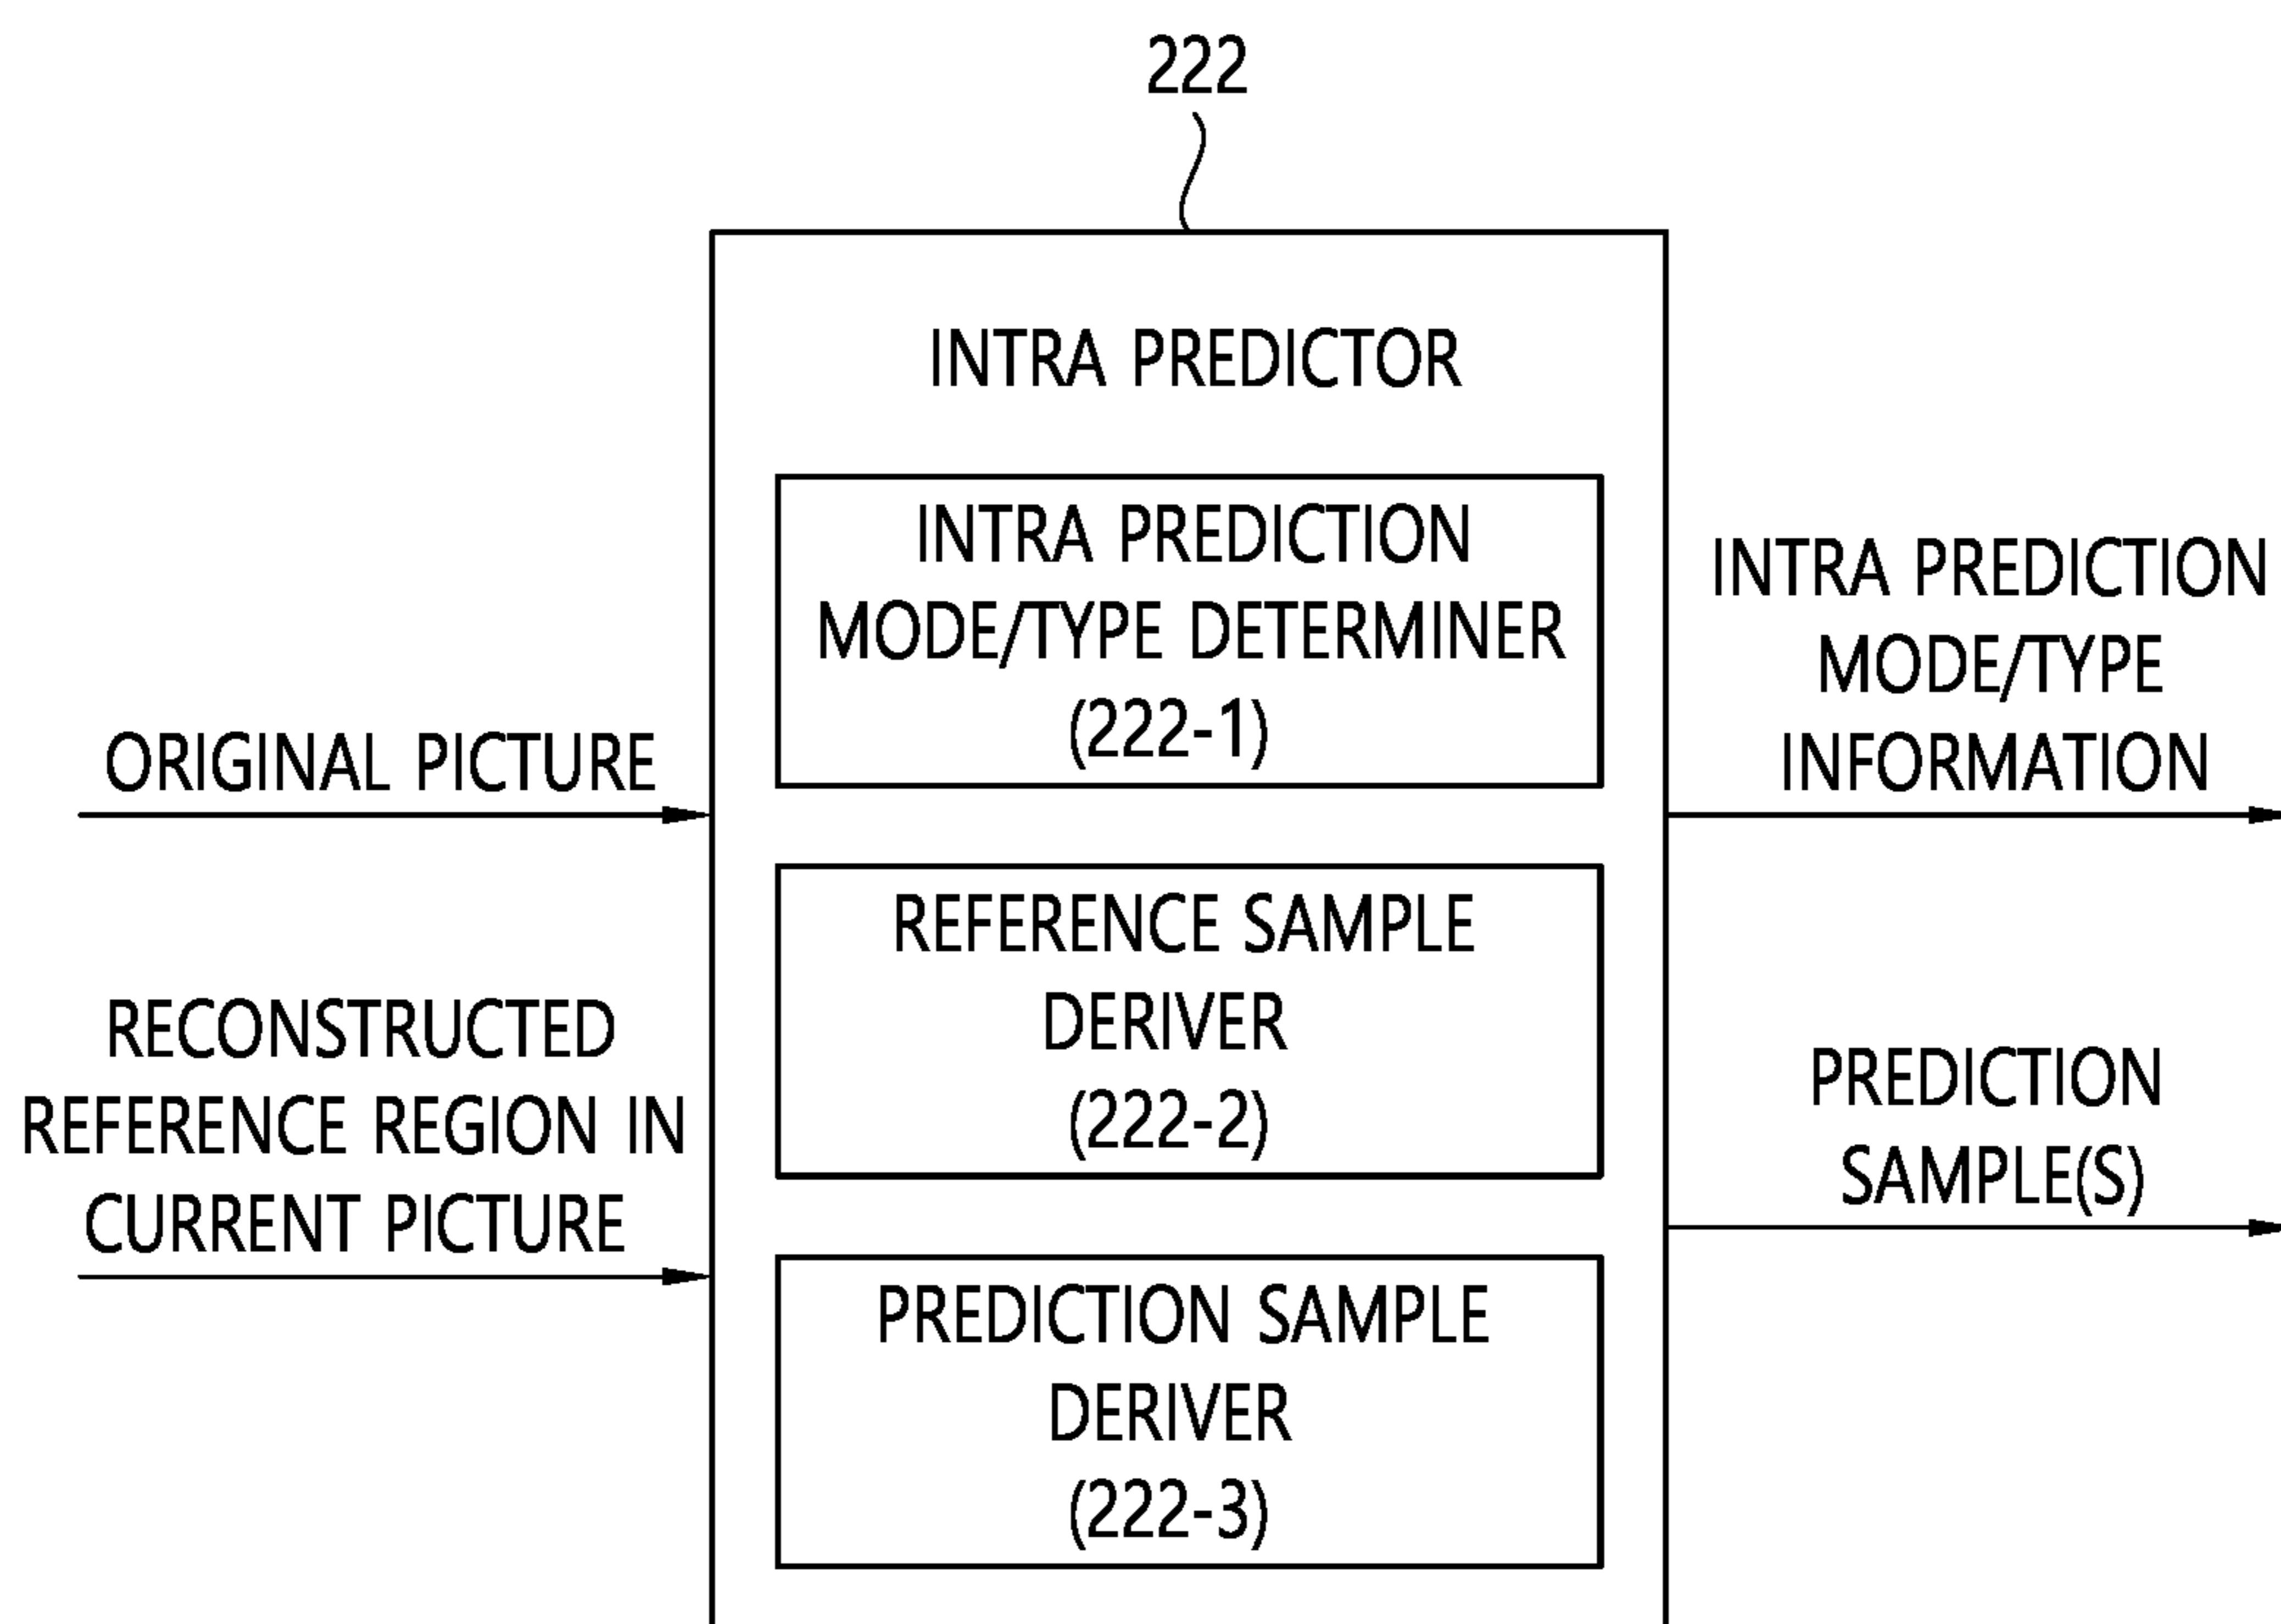 222
INTRA PREDICTOR
INTRA PREDICTION
MODE/TYPE DETERMINER
(222-1)
REFERENCE SAMPLE
DERIVER
(222-2)
PREDICTION SAMPLE
DERIVER
(222-3)
ORIGINAL PICTURE
RECONSTRUCTED
REFERENCE REGION IN
CURRENT PICTURE
INTRA PREDICTION
MODE/TYPE
INFORMATION
PREDICTION
SAMPLE(S)